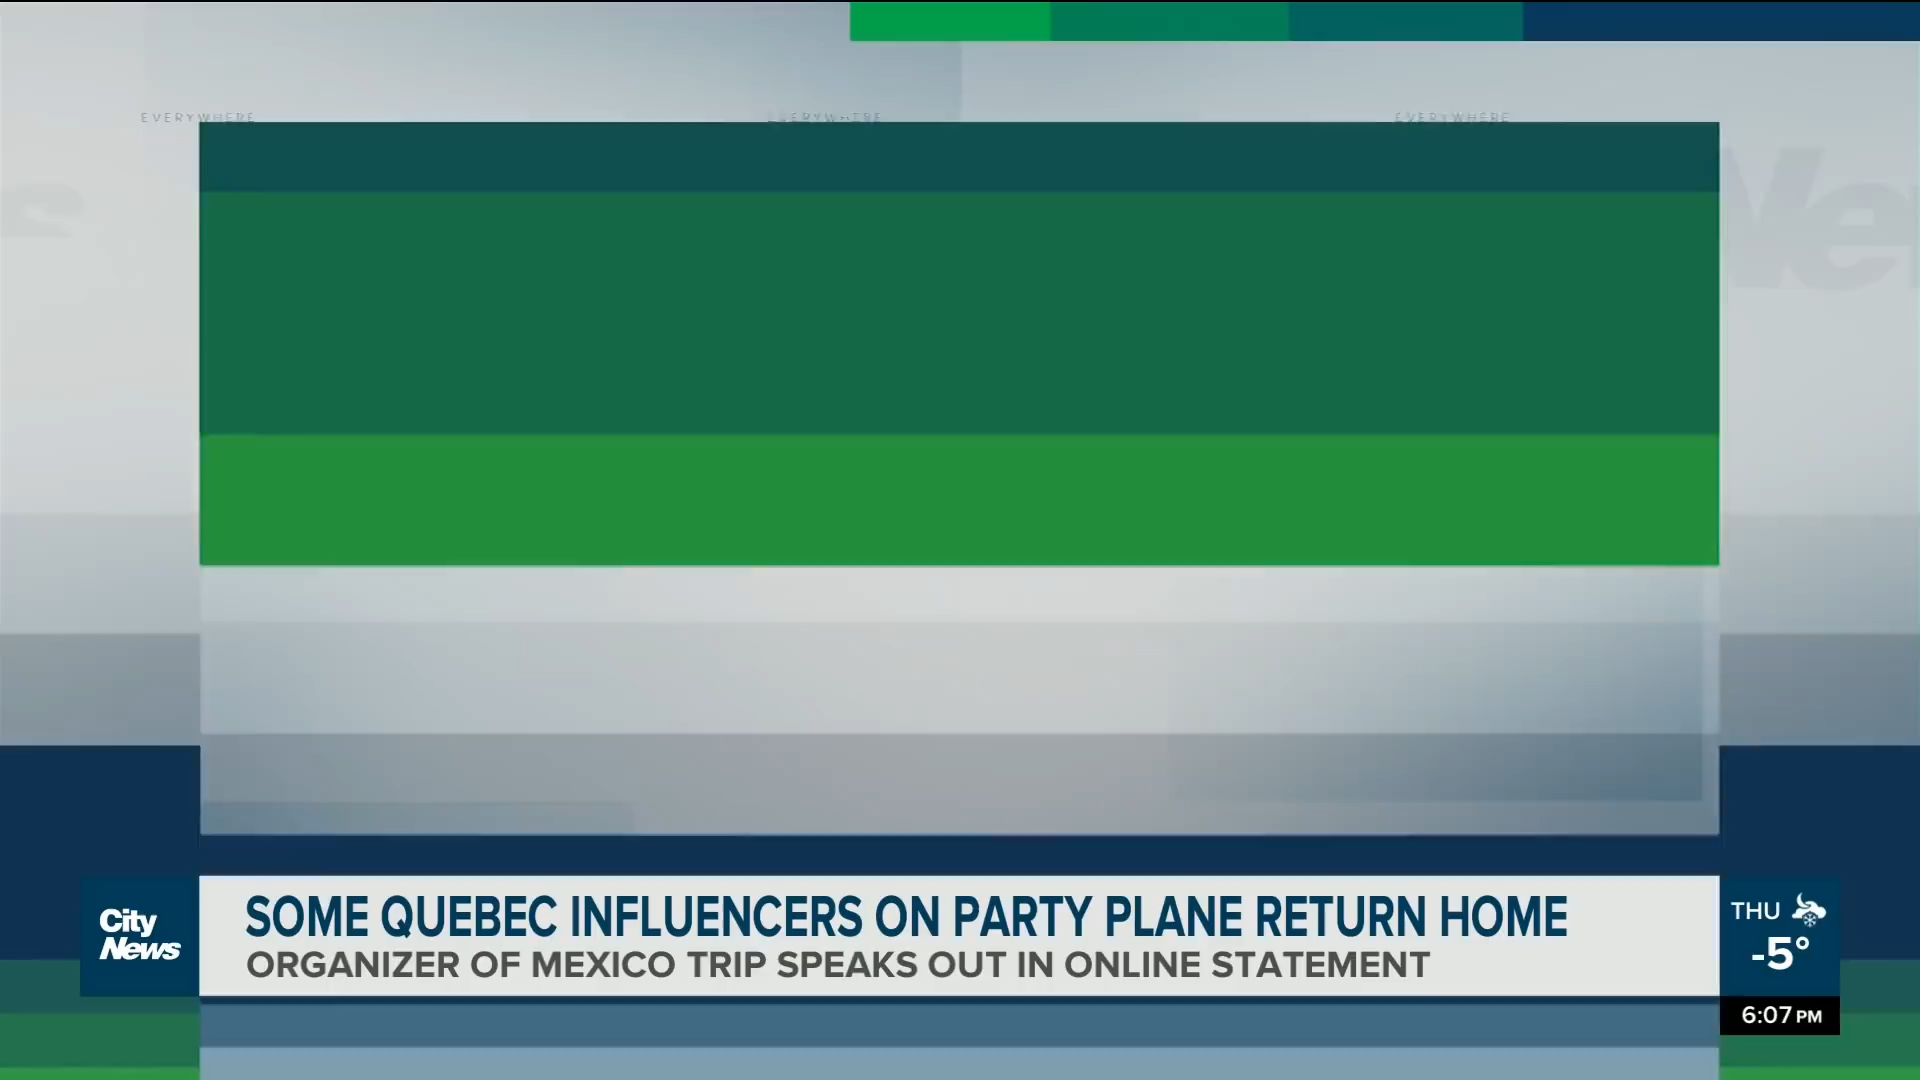 EVERYWHERE EVERYWHERE EVERYWHERE
City
News
SOME QUEBEC INFLUENCERS ON PARTY PLANE RETURN HOME
ORGANIZER OF MEXICO TRIP SPEAKS OUT IN ONLINE STATEMENT
THU
-5°
6:07 PM